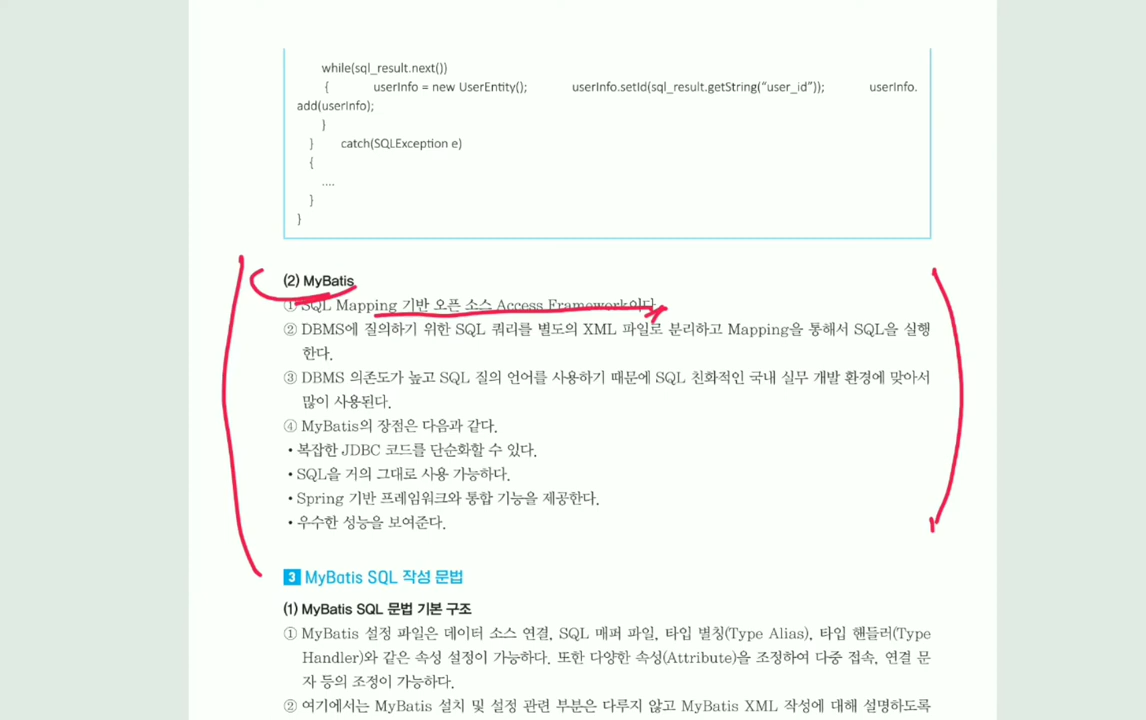 while(sql_result.next())
{ userInfo = new UserEntity(); userInfo.setId(sql_result.getString(“user_id”)); userInfo.
add(userInfo);
}
} catch(SQLException e)
{
....
}
}
(2) MyBatis
① SQL Mapping 기반 오픈 소스 Access Framework이다.
② DBMS에 질의하기 위한 SQL 쿼리를 별도의 XML 파일로 분리하고 Mapping을 통해서 SQL을 실행
한다.
③ DBMS 의존도가 높고 SQL 질의 언어를 사용하기 때문에 SQL 친화적인 국내 실무 개발 환경에 맞아서
많이 사용된다.
④ MyBatis의 장점은 다음과 같다.
• 복잡한 JDBC 코드를 단순화할 수 있다.
• SQL을 거의 그대로 사용 가능하다.
• Spring 기반 프레임워크와 통합 기능을 제공한다.
• 우수한 성능을 보여준다.
3 MyBatis SQL 작성 문법
(1) MyBatis SQL 문법 기본 구조
① MyBatis 설정 파일은 데이터 소스 연결, SQL 매퍼 파일, 타입 별칭(Type Alias), 타입 핸들러(Type
Handler)와 같은 속성 설정이 가능하다. 또한 다양한 속성(Attribute)을 조정하여 다중 접속, 연결 문
자 등의 조정이 가능하다.
② 여기에서는 MyBatis 설치 및 설정 관련 부분은 다루지 않고 MyBatis XML 작성에 대해 설명하도록